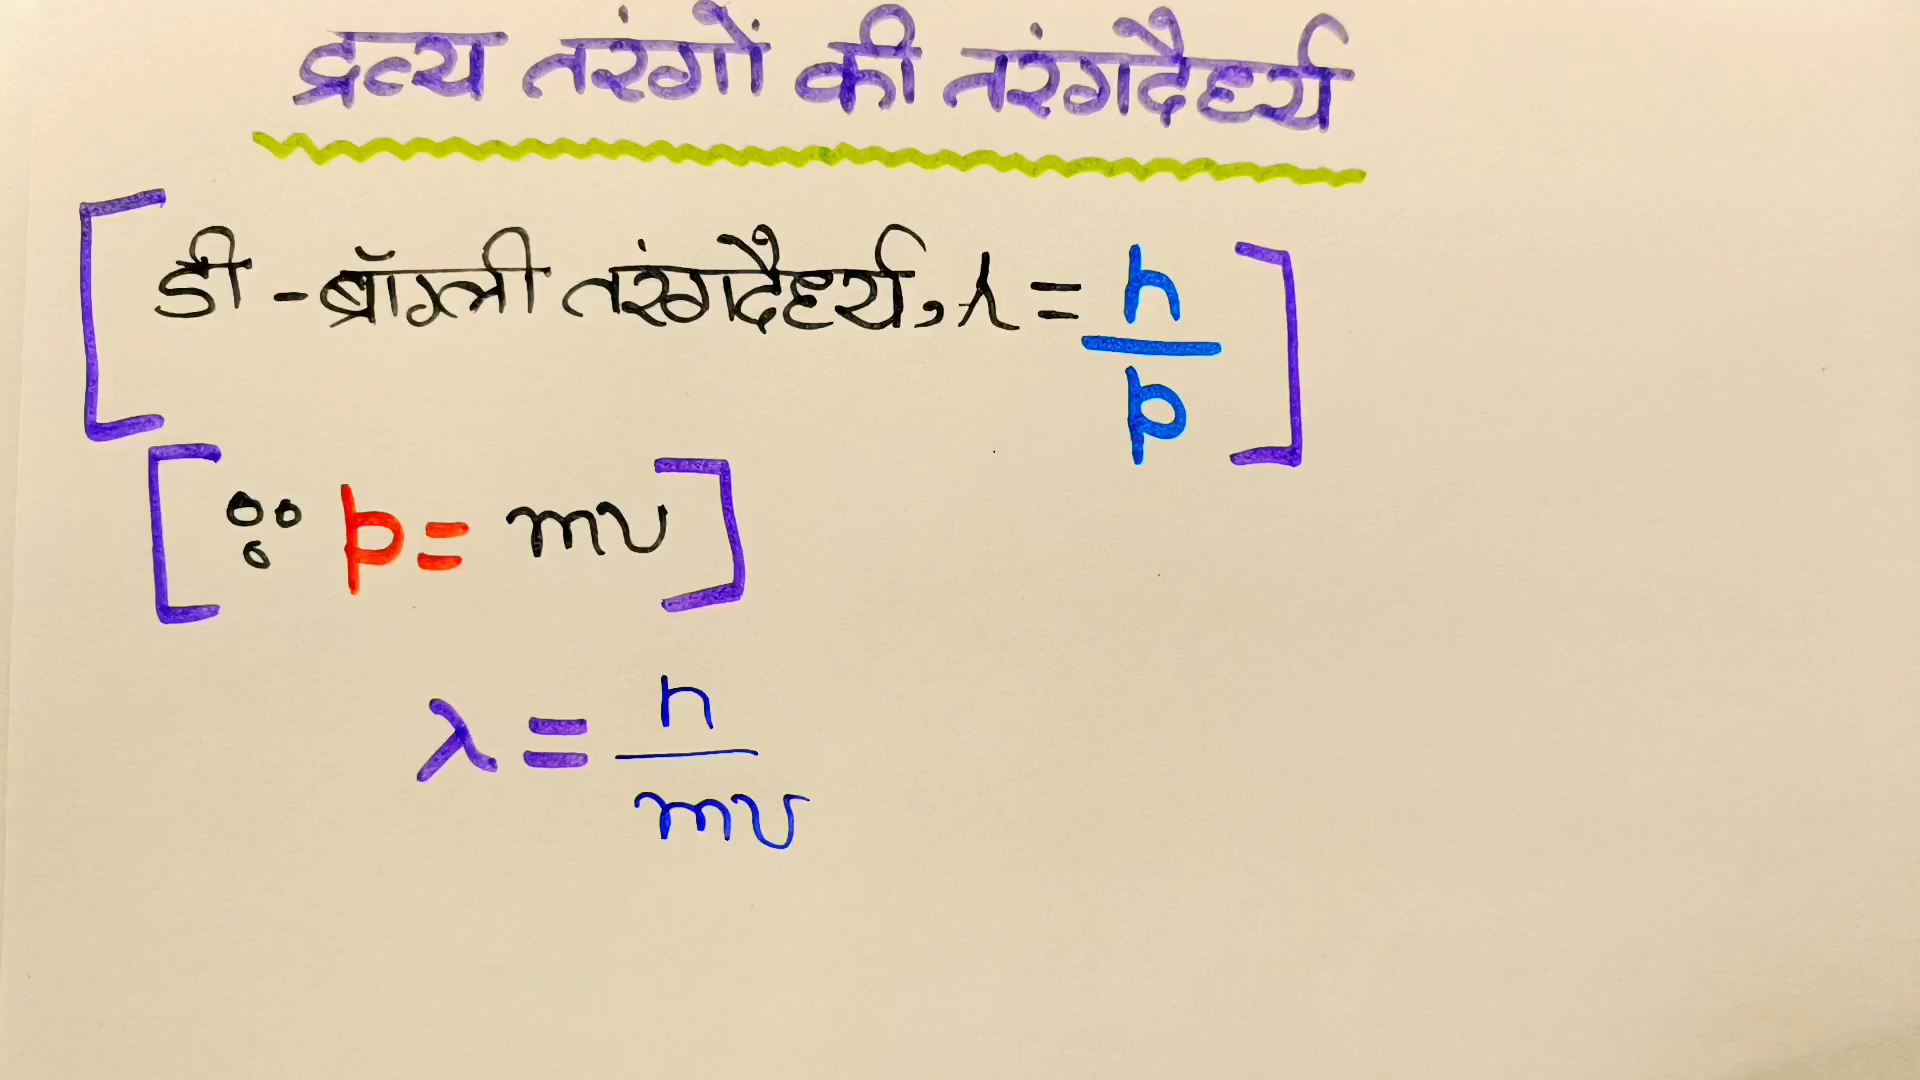 द्रव्य तरंगों की तरंगदैर्ध्य
डी-ब्रॉग्ली तरंगदैर्ध्य, λ = h/p
∵ p = mv
λ = h/mv